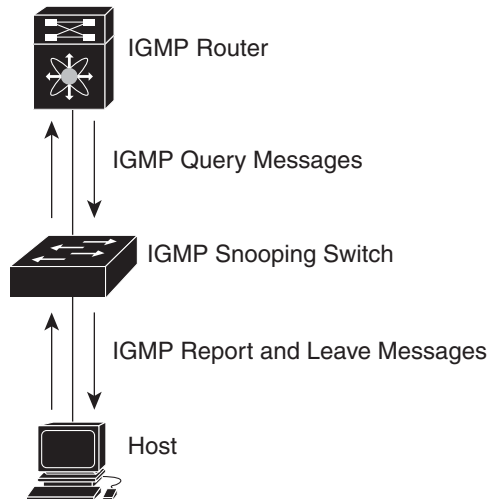 IGMP Router
IGMP Query Messages
IGMP Snooping Switch
IGMP Report and Leave Messages
Host